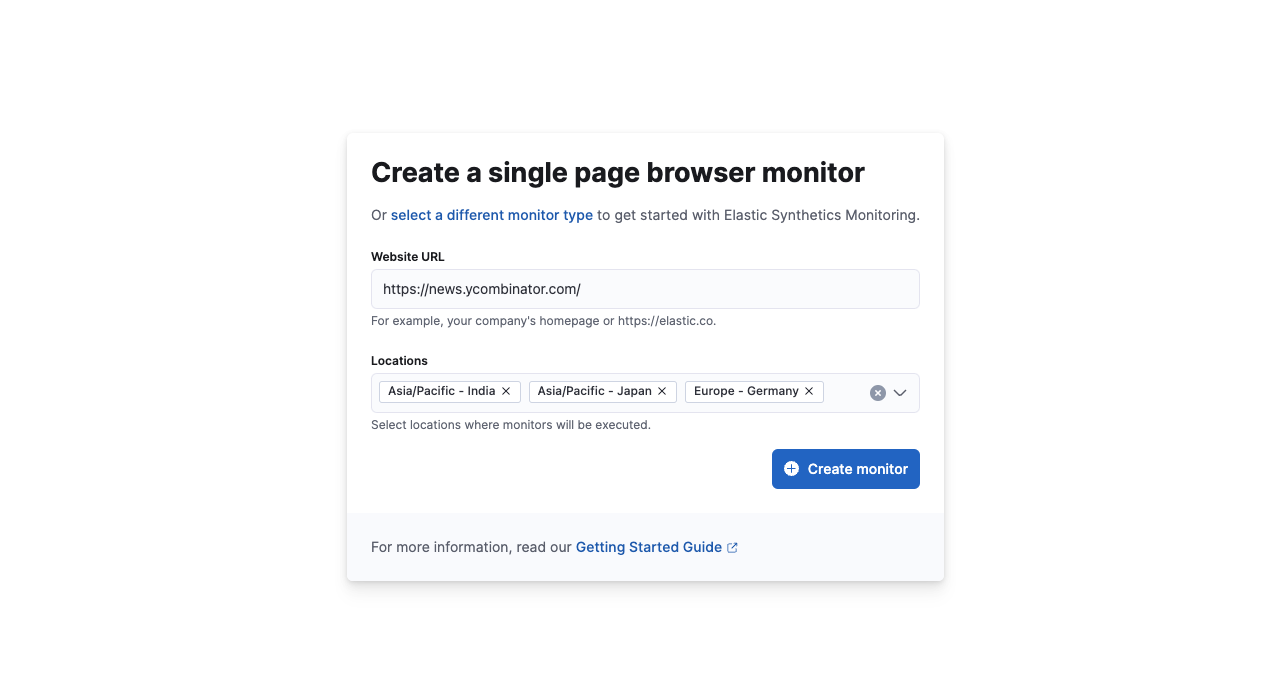 Create a single page browser monitor
Or select a different monitor type to get started with Elastic Synthetics Monitoring.
Website URL
https://news.ycombinator.com/
For example, your company's homepage or https://elastic.co.
Locations
Asia/Pacific - India Asia/Pacific - Japan Europe - Germany
Select locations where monitors will be executed.
Create monitor
For more information, read our Getting Started Guide